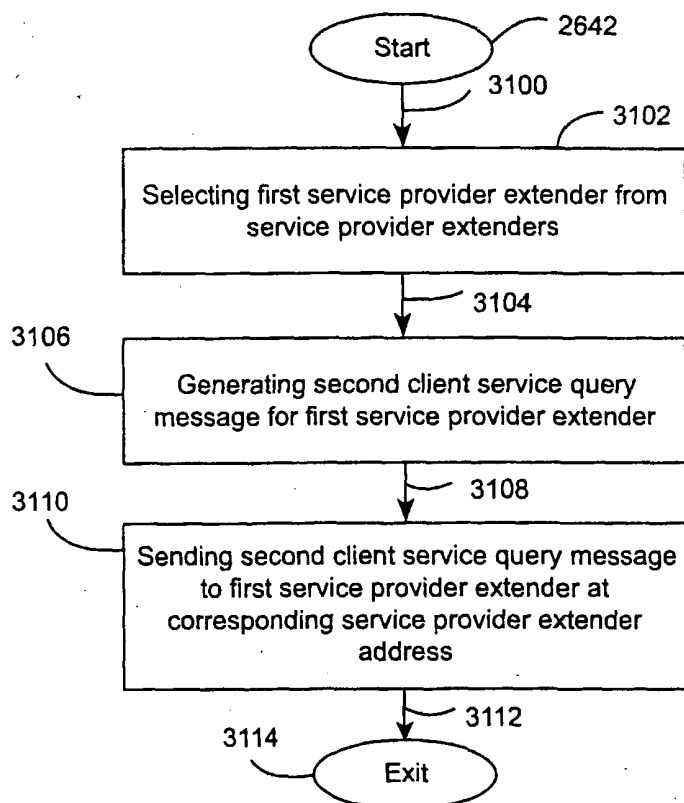 Start
2642
3100
3102
Selecting first service provider extender from
service provider extenders
3104
3106
Generating second client service query
message for first service provider extender
3108
3110
Sending second client service query message
to first service provider extender at
corresponding service provider extender
address
3112
3114
Exit